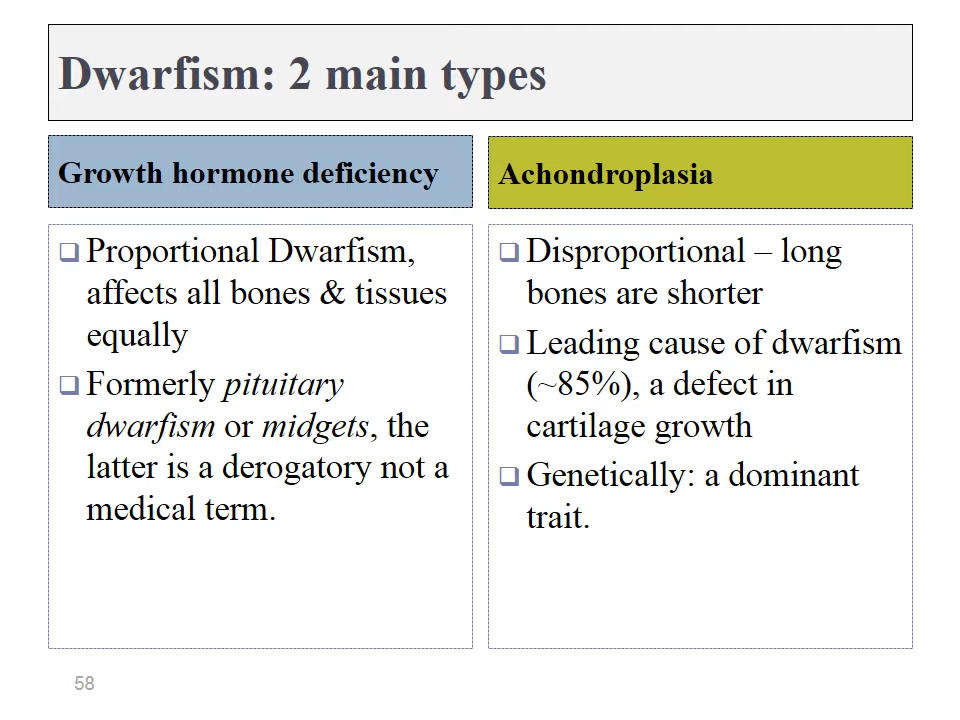 Dwarfism: 2 main types
Growth hormone deficiency
❑ Proportional Dwarfism,
affects all bones & tissues
equally
❑ Formerly pituitary
dwarfism or midgets, the
latter is a derogatory not a
medical term.
Achondroplasia
❑ Disproportional – long
bones are shorter
❑ Leading cause of dwarfism
(~85%), a defect in
cartilage growth
❑ Genetically: a dominant
trait.
58